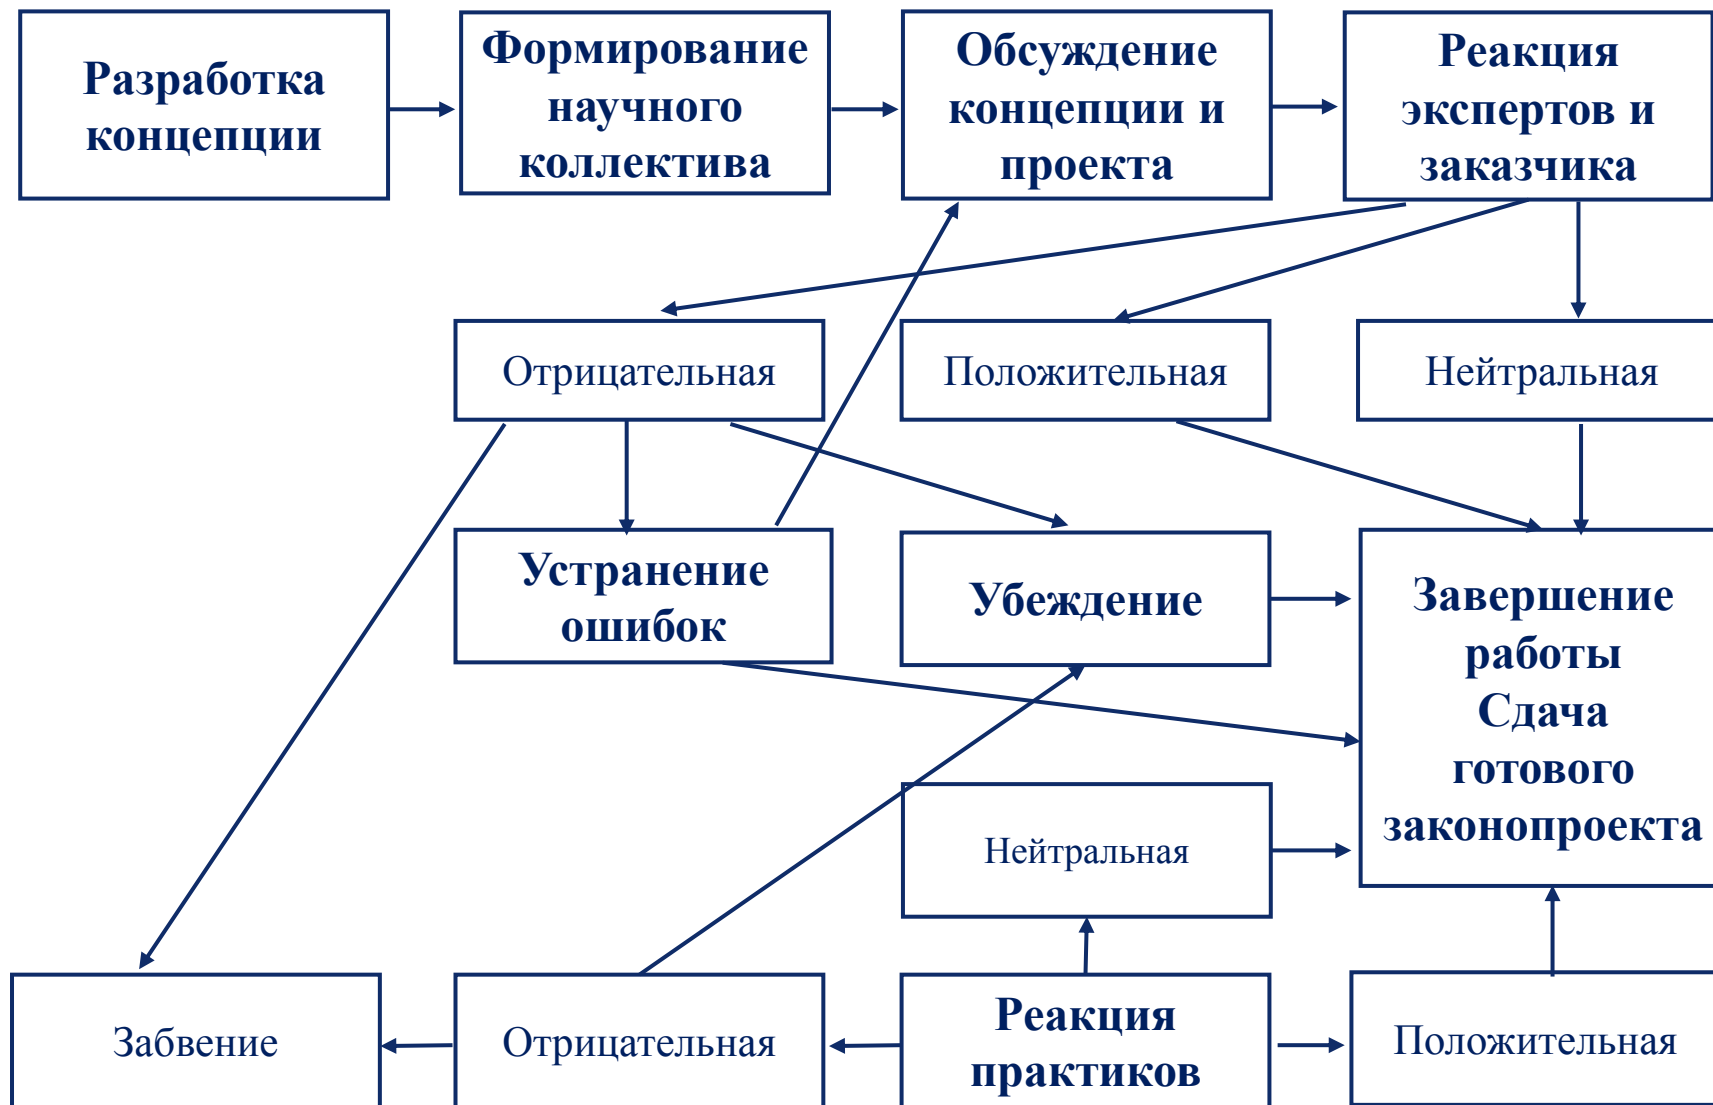 Разработка
концепции
Формирование
научного
коллектива
Обсуждение
концепции и
проекта
Реакция
экспертов и
заказчика
Отрицательная
Положительная
Нейтральная
Устранение
ошибок
Убеждение
Завершение
работы
Сдача
готового
законопроекта
Нейтральная
Забвение
Отрицательная
Реакция
практиков
Положительная